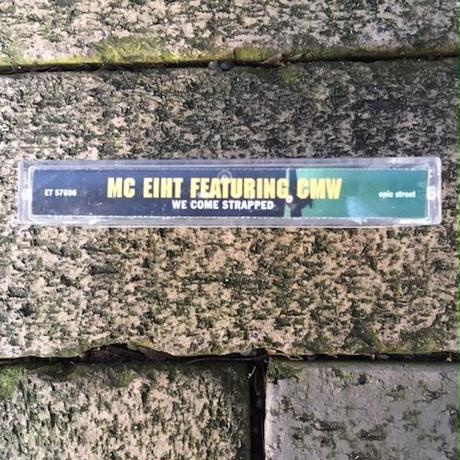 ET 57696
MC EIHT FEATURING CMW
WE COME STRAPPED
epic street